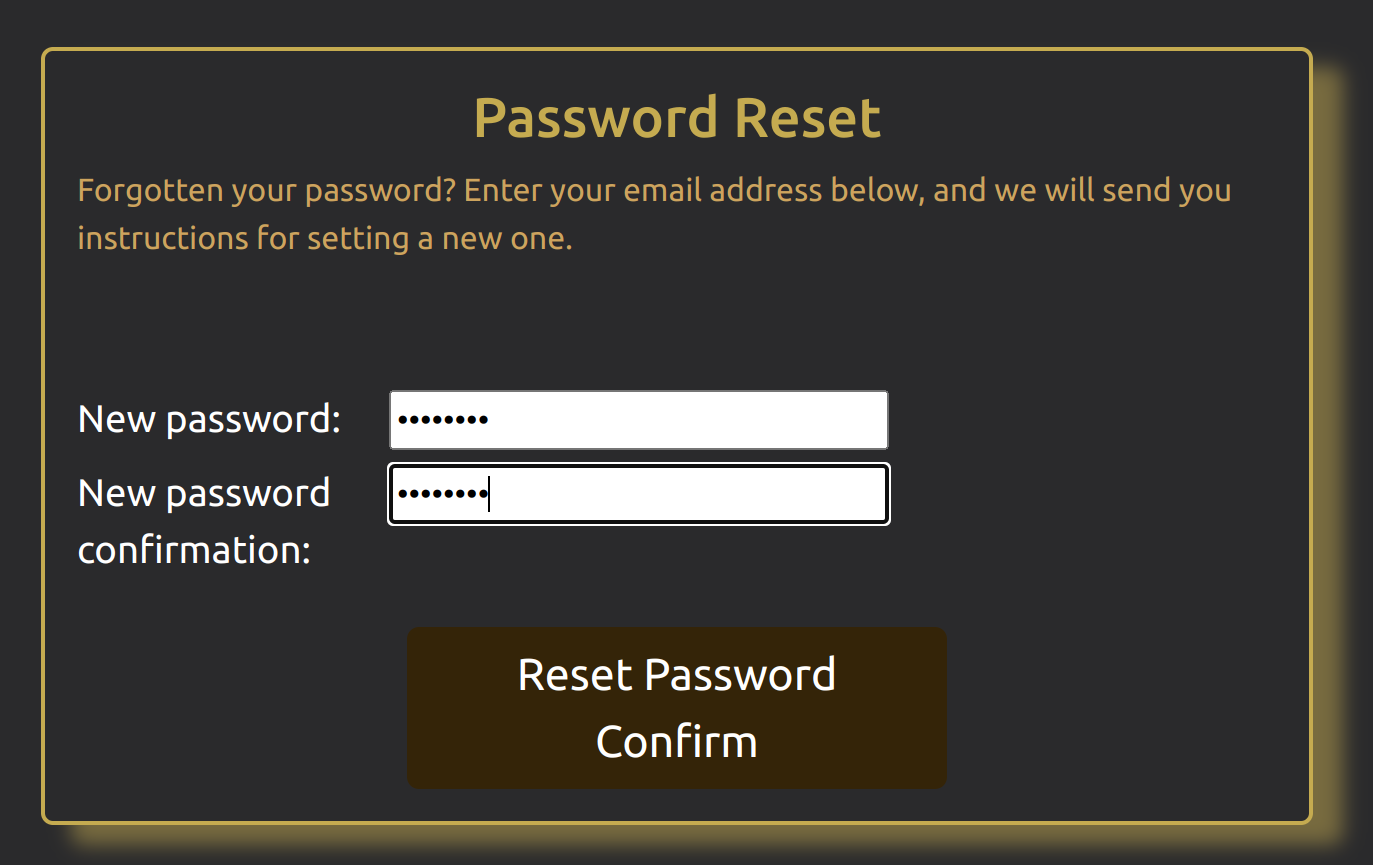 Password Reset
Forgotten your password? Enter your email address below, and we will send you
instructions for setting a new one.
New password:
••••••••
New password
confirmation:
••••••••
Reset Password
Confirm